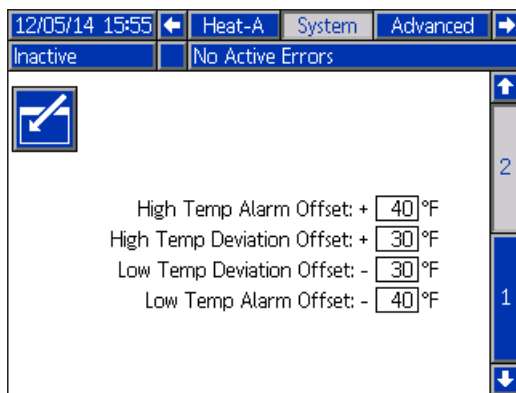 12/05/14 15:55 Heat-A System Advanced
Inactive No Active Errors
2
High Temp Alarm Offset: + 40 °F
High Temp Deviation Offset: + 30 °F
Low Temp Deviation Offset: - 30 °F
Low Temp Alarm Offset: - 40 °F
1